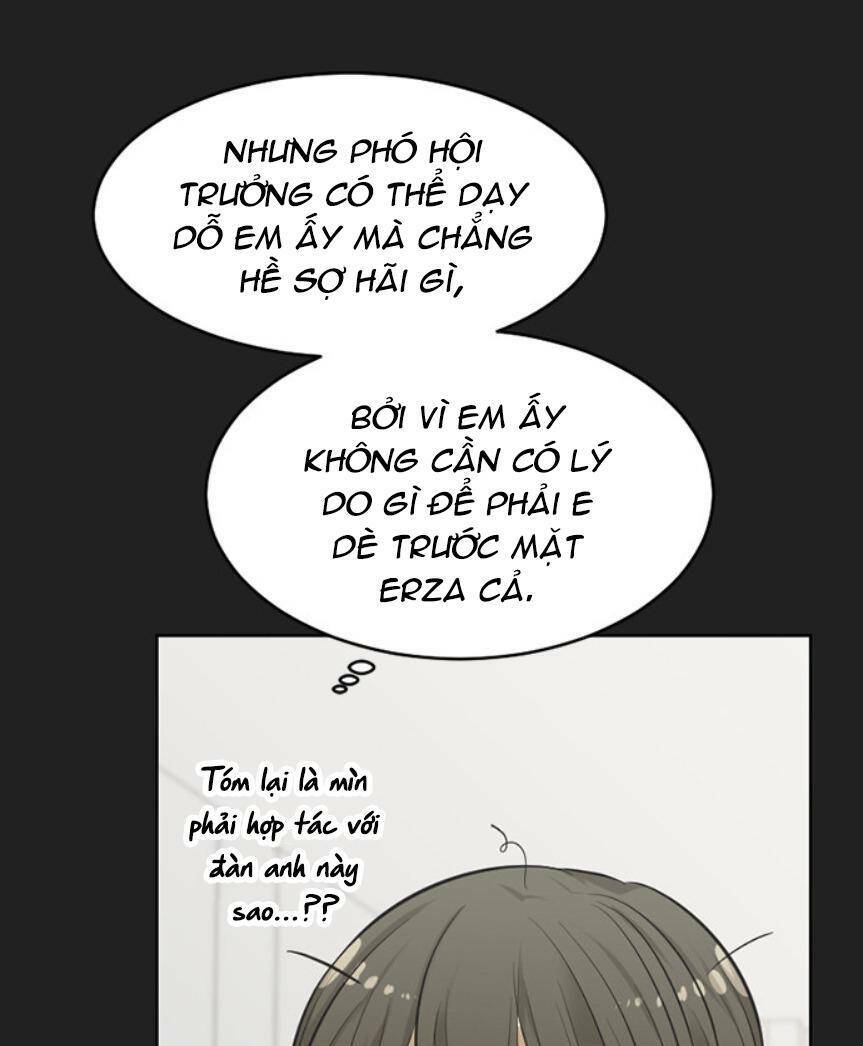 NHƯNG PHÓ HỘI
TRƯỞNG CÓ THỂ DẠY
DỖ EM ẤY MÀ CHẲNG
HỀ SỢ HÃI GÌ,
BỞI VÌ EM ẤY
KHÔNG CẦN CÓ LÝ
DO GÌ ĐỂ PHẢI E
DÈ TRƯỚC MẶT
ERZA CẢ.
Tóm lại là mìn
phải hợp tác với
đàn anh này
sao...??